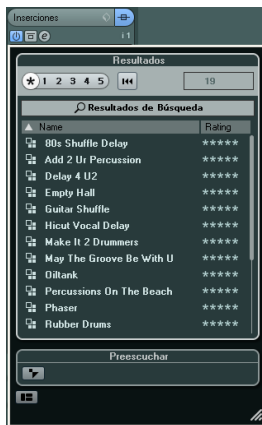 Inserciones
e i 1
Resultados
* 1 2 3 4 5 19
Resultados de Búsqueda
Name Rating
80s Shuffle Delay *****
Add 2 Ur Percussion *****
Delay 4 U2 *****
Empty Hall *****
Guitar Shuffle *****
Hicut Vocal Delay *****
Make It 2 Drummers *****
May The Groove Be With U *****
Oiltank *****
Percussions On The Beach *****
Phaser *****
Rubber Drums *****
Preescuchar